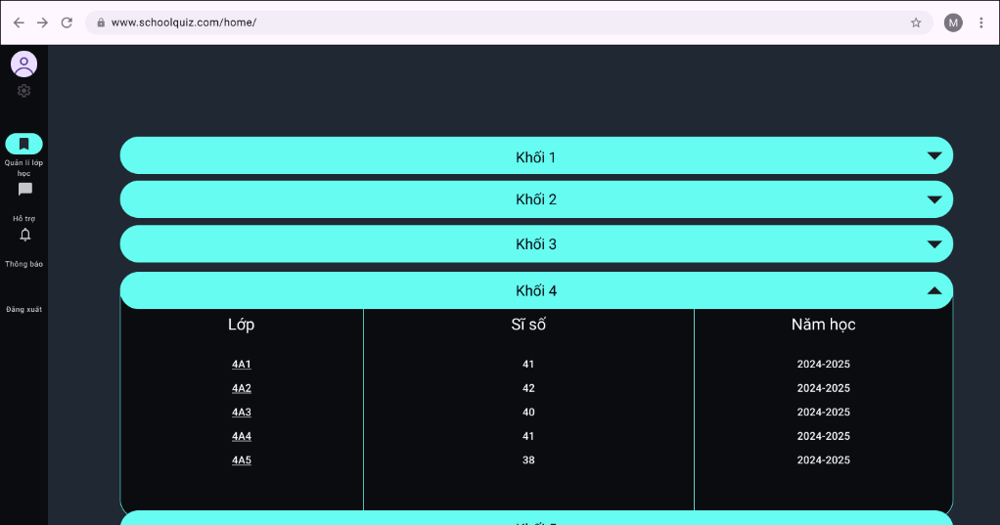 www.schoolquiz.com/home/
M
Quản lí lớp
học
Hỗ trợ
Thông báo
Đăng xuất
Khối 1
Khối 2
Khối 3
Khối 4
Lớp Sĩ số Năm học
4A1 41 2024-2025
4A2 42 2024-2025
4A3 40 2024-2025
4A4 41 2024-2025
4A5 38 2024-2025